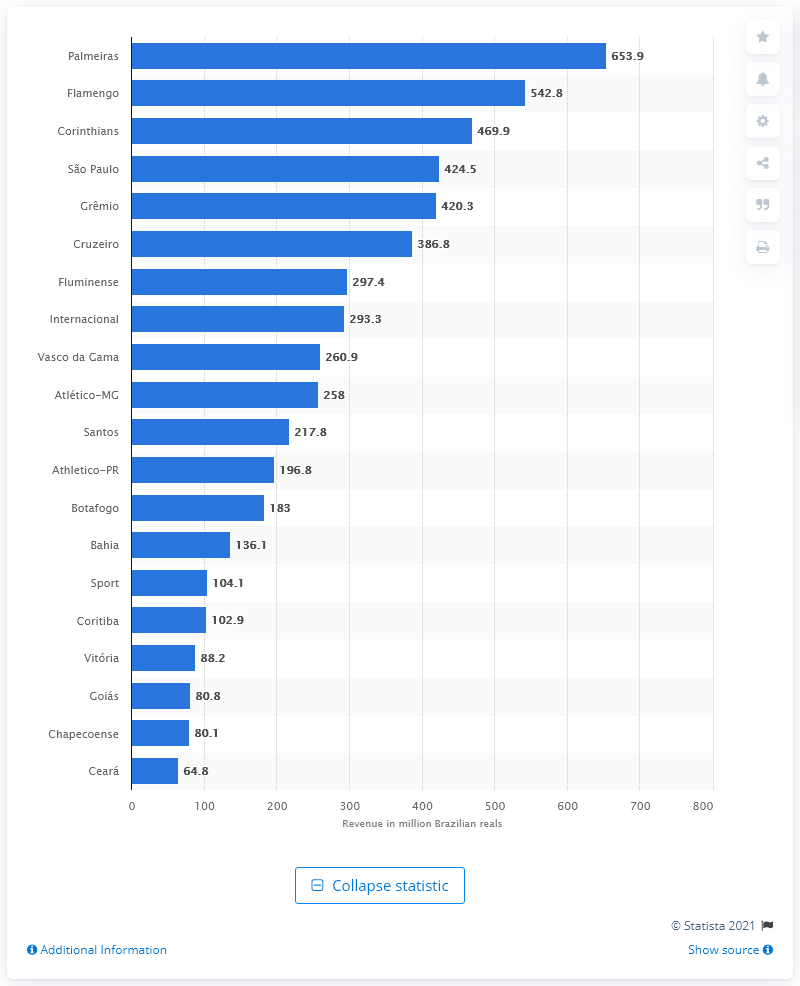 Palmeiras 653.9
Flamengo 542.8
Corinthians 469.9
São Paulo 424.5
Grêmio 420.3
Cruzeiro 386.8
Fluminense 297.4
Internacional 293.3
Vasco da Gama 260.9
Atlético-MG 258
Santos 217.8
Athletico-PR 196.8
Botafogo 183
Bahia 136.1
Sport 104.1
Coritiba 102.9
Vitória 88.2
Goiás 80.8
Chapecoense 80.1
Ceará 64.8
0 100 200 300 400 500 600 700 800
Revenue in million Brazilian reals
Collapse statistic
© Statista 2021
Additional Information Show source